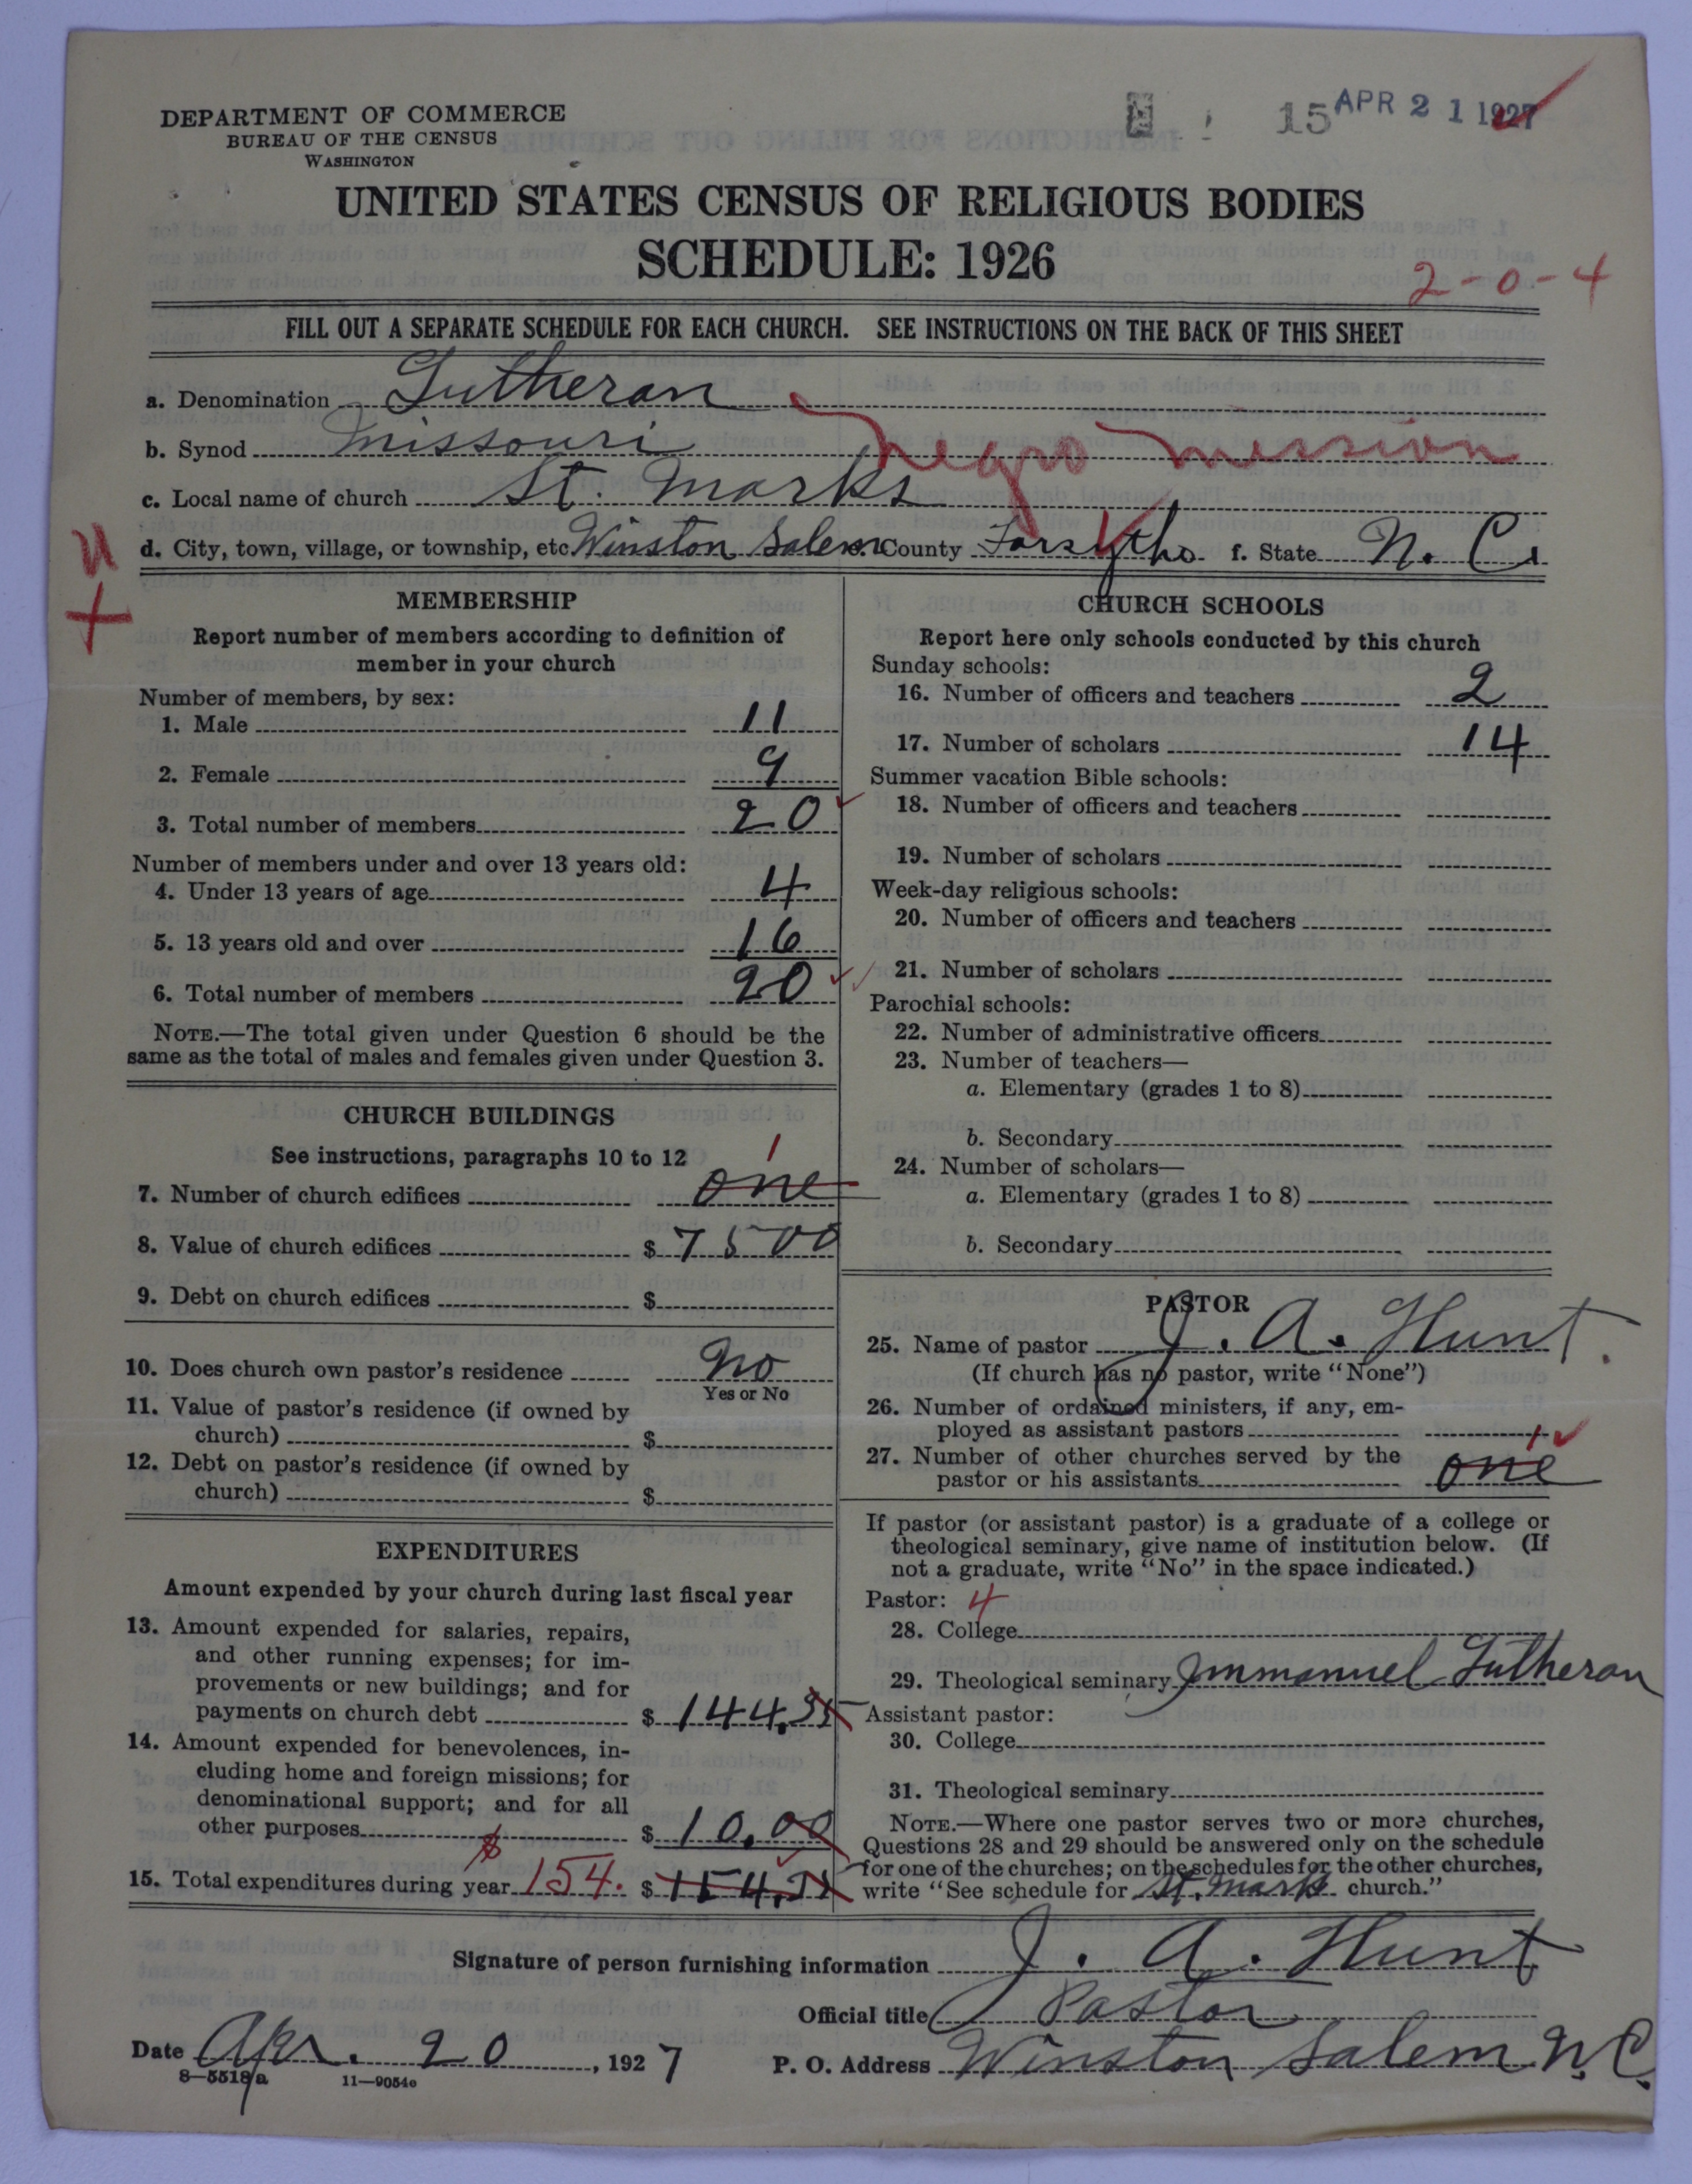 DEPARTMENT OF COMMERCE
BUREAU OF THE CENSUS
WASHINGTON
15 APR 21 1927
UNITED STATES CENSUS OF RELIGIOUS BODIES
SCHEDULE: 1926
2-0-4
FILL OUT A SEPARATE SCHEDULE FOR EACH CHURCH. SEE INSTRUCTIONS ON THE BACK OF THIS SHEET
a. Denomination Lutheran
b. Synod Missouri Negro Mission
c. Local name of church St. Marks
d. City, town, village, or township, etc. Winston Salem e. County Forsythe f. State N. C.
MEMBERSHIP
Report number of members according to definition of
member in your church
Number of members, by sex:
1. Male 11
2. Female 9
3. Total number of members 20
Number of members under and over 13 years old:
4. Under 13 years of age 4
5. 13 years old and over 16
6. Total number of members 20
NOTE.—The total given under Question 6 should be the
same as the total of males and females given under Question 3.
CHURCH BUILDINGS
See instructions, paragraphs 10 to 12
1
7. Number of church edifices one
8. Value of church edifices $ 7500
9. Debt on church edifices $
10. Does church own pastor's residence No
Yes or No
11. Value of pastor's residence (if owned by
church) $
12. Debt on pastor's residence (if owned by
church) $
EXPENDITURES
Amount expended by your church during last fiscal year
13. Amount expended for salaries, repairs,
and other running expenses; for im-
provements or new buildings; and for
payments on church debt $ 144.
14. Amount expended for benevolences, in-
cluding home and foreign missions; for
denominational support; and for all
other purposes $ 10.00
15. Total expenditures during year $ 154. $ 154.
CHURCH SCHOOLS
Report here only schools conducted by this church
Sunday schools:
16. Number of officers and teachers 2
17. Number of scholars 14
Summer vacation Bible schools:
18. Number of officers and teachers
19. Number of scholars
Week-day religious schools:
20. Number of officers and teachers
21. Number of scholars
Parochial schools:
22. Number of administrative officers
23. Number of teachers—
a. Elementary (grades 1 to 8)
b. Secondary
24. Number of scholars—
a. Elementary (grades 1 to 8)
b. Secondary
PASTOR
25. Name of pastor J. A. Hunt.
(If church has no pastor, write "None")
26. Number of ordained ministers, if any, em-
ployed as assistant pastors
27. Number of other churches served by the
pastor or his assistants one 1
If pastor (or assistant pastor) is a graduate of a college or
theological seminary, give name of institution below. (If
not a graduate, write "No" in the space indicated.)
Pastor: 4
28. College
29. Theological seminary Immanuel Lutheran
Assistant pastor:
30. College
31. Theological seminary
NOTE.—Where one pastor serves two or more churches,
Questions 28 and 29 should be answered only on the schedule
for one of the churches; on the schedules for the other churches,
write "See schedule for St. Mark church."
Signature of person furnishing information J. A. Hunt
Official title Pastor
Date Apr. 20, 1927 P. O. Address Winston Salem N. C.
8—5518 a 11—9054c